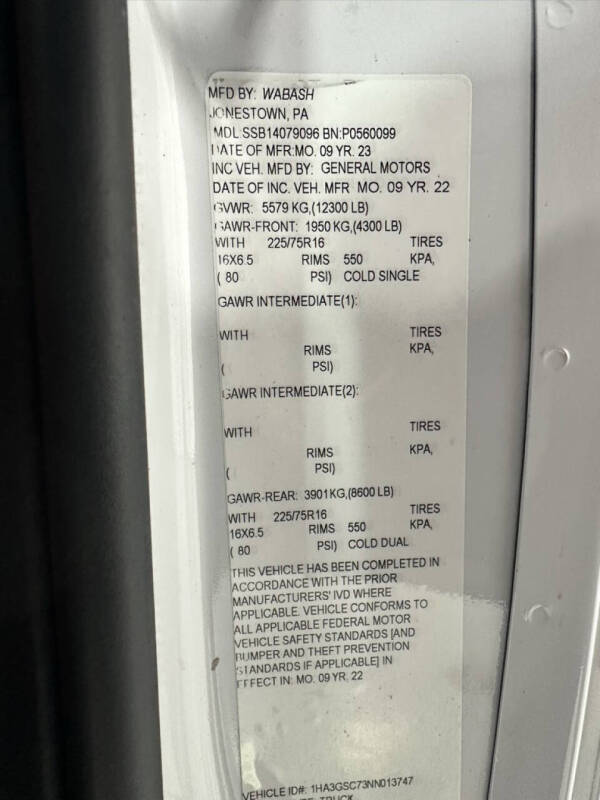 MFD BY: WABASH
JONESTOWN, PA
MDL:SSB14079096 BN:P0560099
DATE OF MFR:MO. 09 YR. 23
INC VEH. MFD BY: GENERAL MOTORS
DATE OF INC. VEH. MFR MO. 09 YR. 22
GVWR: 5579 KG,(12300 LB)
GAWR-FRONT: 1950 KG,(4300 LB)
WITH 225/75R16 TIRES
16X6.5 RIMS 550 KPA,
( 80 PSI) COLD SINGLE
GAWR INTERMEDIATE(1):
WITH TIRES
RIMS KPA,
( PSI)
GAWR INTERMEDIATE(2):
WITH TIRES
RIMS KPA,
( PSI)
GAWR-REAR: 3901 KG,(8600 LB)
WITH 225/75R16 TIRES
16X6.5 RIMS 550 KPA,
( 80 PSI) COLD DUAL
THIS VEHICLE HAS BEEN COMPLETED IN
ACCORDANCE WITH THE PRIOR
MANUFACTURERS' IVD WHERE
APPLICABLE. VEHICLE CONFORMS TO
ALL APPLICABLE FEDERAL MOTOR
VEHICLE SAFETY STANDARDS [AND
BUMPER AND THEFT PREVENTION
STANDARDS IF APPLICABLE] IN
EFFECT IN: MO. 09 YR. 22
VEHICLE ID#: 1HA3GSC73NN013747
TRUCK